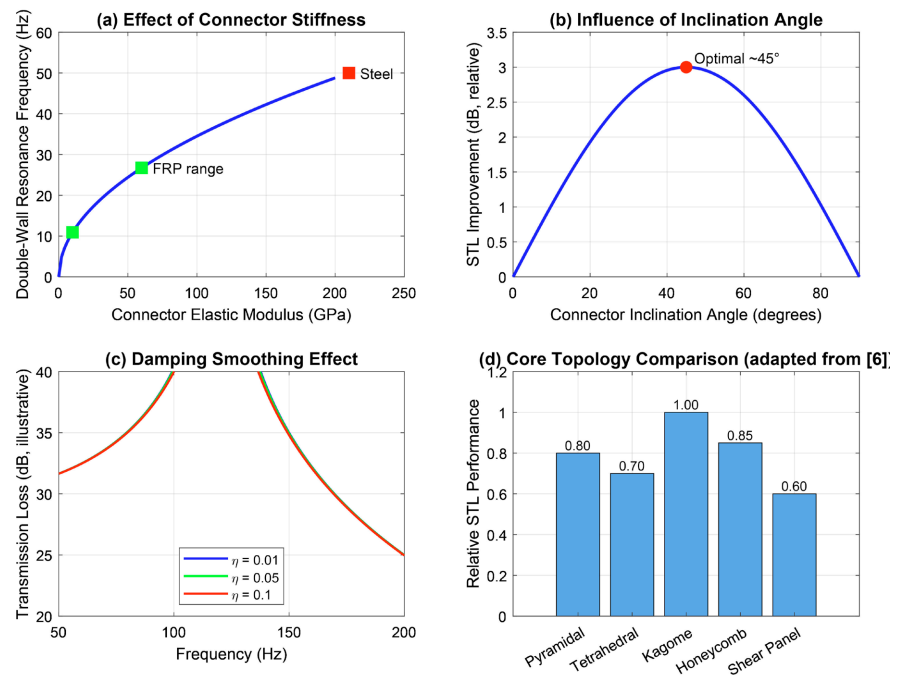 (a) Effect of Connector Stiffness
Double-Wall Resonance Frequency (Hz)
60
50
40
30
20
10
0
Steel
FRP range
0 50 100 150 200 250
Connector Elastic Modulus (GPa)
(b) Influence of Inclination Angle
STL Improvement (dB, relative)
3.5
3
2.5
2
1.5
1
0.5
0
Optimal ~45°
0 20 40 60 80
Connector Inclination Angle (degrees)
(c) Damping Smoothing Effect
Transmission Loss (dB, illustrative)
40
35
30
25
20
η = 0.01
η = 0.05
η = 0.1
50 100 150 200
Frequency (Hz)
(d) Core Topology Comparison (adapted from [6])
Relative STL Performance
1.2
1
0.8
0.6
0.4
0.2
0
0.80
0.70
1.00
0.85
0.60
Pyramidal
Tetrahedral
Kagome
Honeycomb
Shear Panel